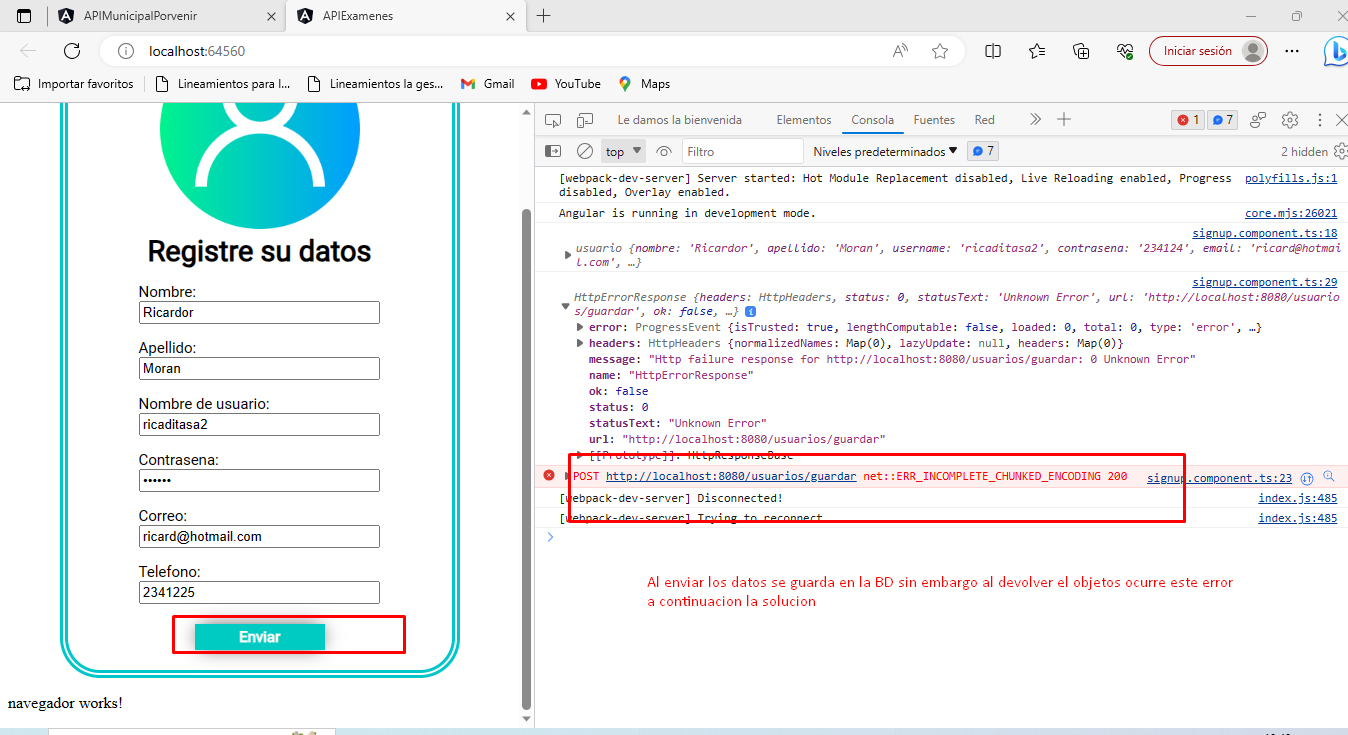 APIMunicipalPorvenir
APIExamenes
localhost:64560
Iniciar sesión
Importar favoritos
Lineamientos para l...
Lineamientos la ges...
Gmail
YouTube
Maps
Registre su datos
Nombre:
Ricardor
Apellido:
Moran
Nombre de usuario:
ricaditasa2
Contrasena:
••••••
Correo:
ricard@hotmail.com
Telefono:
2341225
Enviar
navegador works!
Le damos la bienvenida
Elementos
Consola
Fuentes
Red
1
7
top
Filtro
Niveles predeterminados
7
2 hidden
[webpack-dev-server] Server started: Hot Module Replacement disabled, Live Reloading enabled, Progress polyfills.js:1
disabled, Overlay enabled.
Angular is running in development mode. core.mjs:26021
signup.component.ts:18
usuario {nombre: 'Ricardor', apellido: 'Moran', username: 'ricaditasa2', contrasena: '234124', email: 'ricard@hotmai
l.com', …}
signup.component.ts:29
HttpErrorResponse {headers: HttpHeaders, status: 0, statusText: 'Unknown Error', url: 'http://localhost:8080/usuario
s/guardar', ok: false, …}
error: ProgressEvent {isTrusted: true, lengthComputable: false, loaded: 0, total: 0, type: 'error', …}
headers: HttpHeaders {normalizedNames: Map(0), lazyUpdate: null, headers: Map(0)}
message: "Http failure response for http://localhost:8080/usuarios/guardar: 0 Unknown Error"
name: "HttpErrorResponse"
ok: false
status: 0
statusText: "Unknown Error"
url: "http://localhost:8080/usuarios/guardar"
[[Prototype]]: HttpResponseBase
POST http://localhost:8080/usuarios/guardar net::ERR_INCOMPLETE_CHUNKED_ENCODING 200 signup.component.ts:23
[webpack-dev-server] Disconnected! index.js:485
[webpack-dev-server] Trying to reconnect index.js:485
Al enviar los datos se guarda en la BD sin embargo al devolver el objetos ocurre este error
a continuacion la solucion